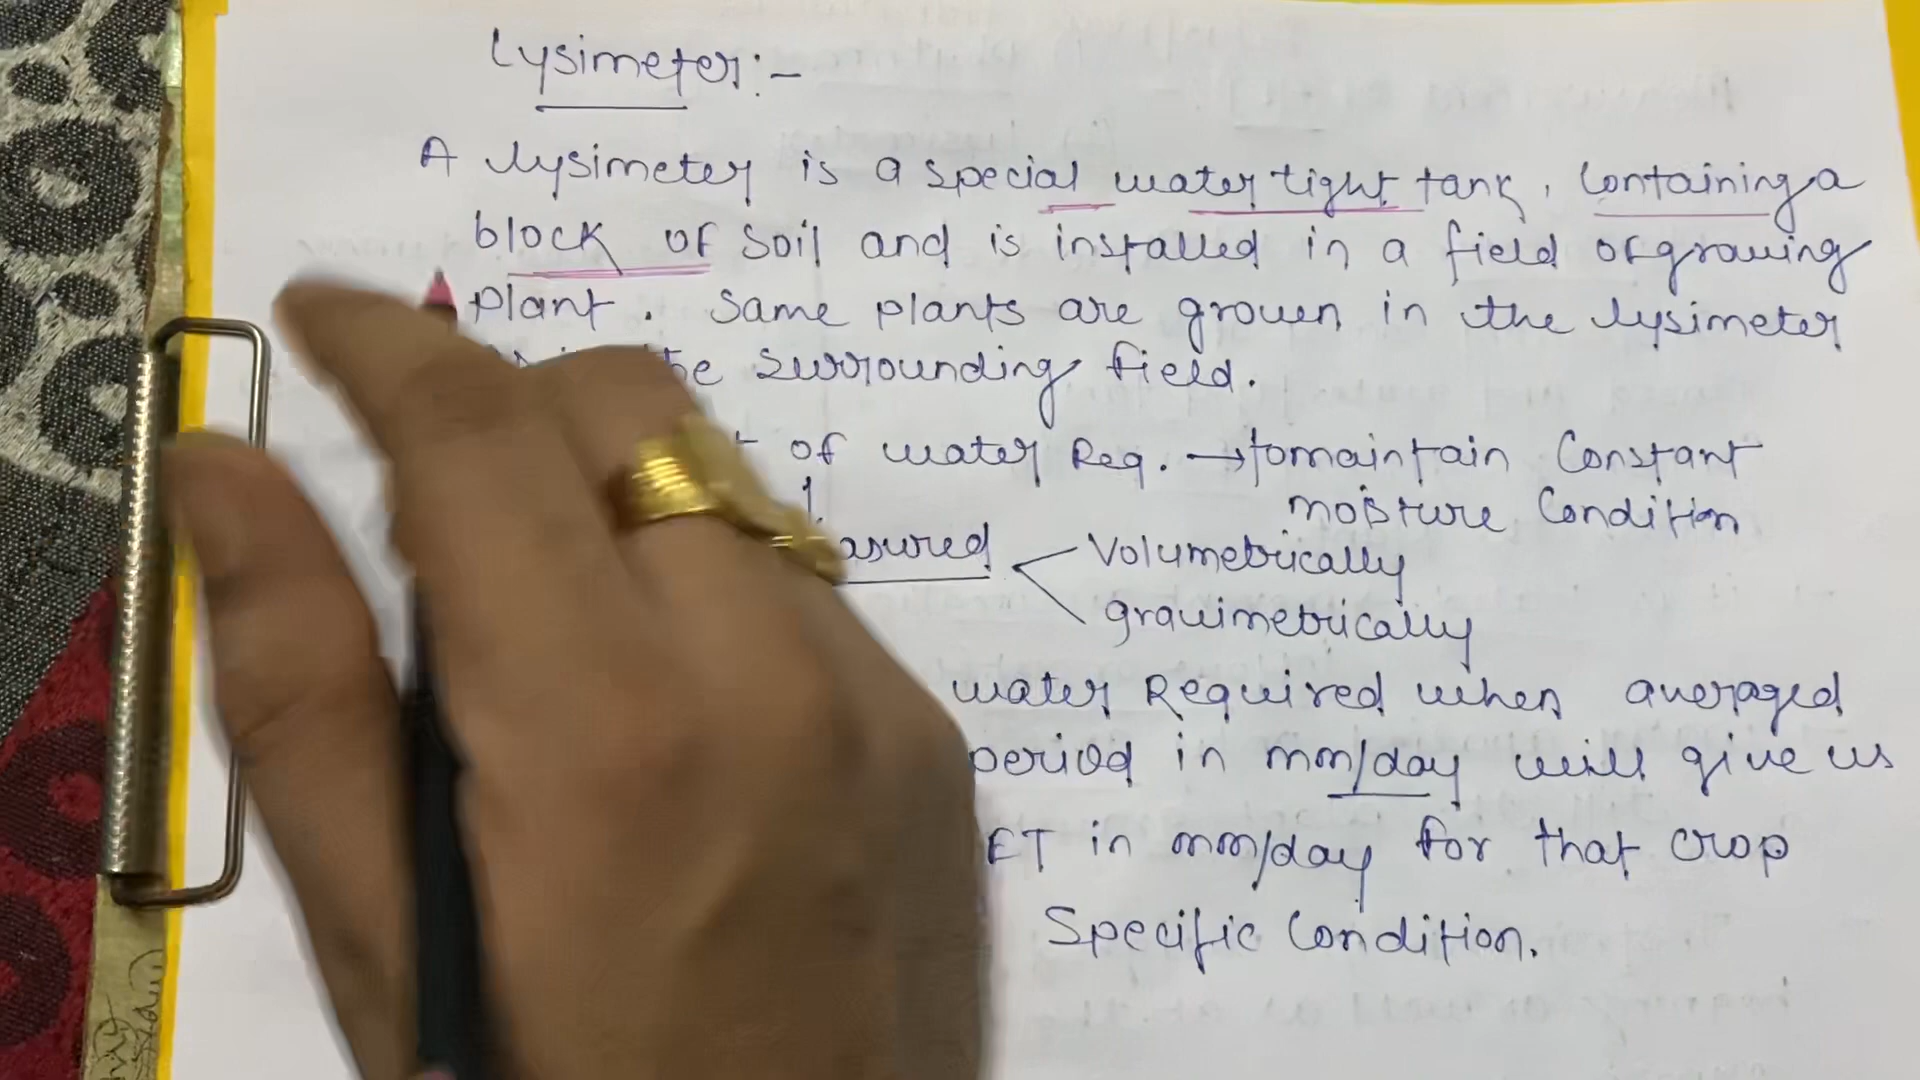 Lysimeter:-
A lysimeter is a special water tight tank, Containing a
block of soil and is installed in a field of growing
plant. Same plants are grown in the lysimeter
surrounding field.
of water Req. → to maintain Constant
moisture Condition
Volumetrically
gravimetrically
water Required when averaged
period in mm/day will give us
ET in mm/day for that crop
Specific Condition.